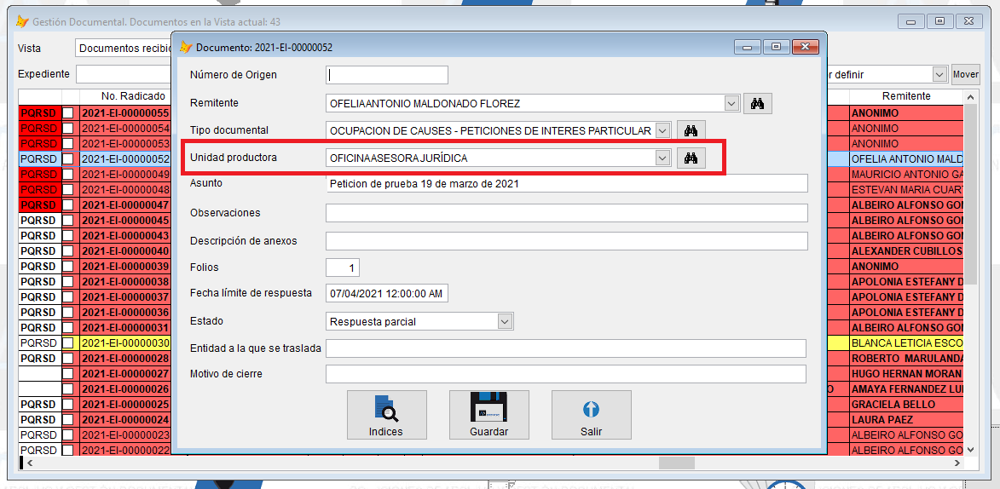 Gestión Documental. Documentos en la Vista actual: 43
Vista
Documentos recibic
Expediente
r definir
Mover
No. Radicado
Remitente
PQRSD 2021-EI-00000055 ANONIMO
PQRSD 2021-EI-00000054 ANONIMO
PQRSD 2021-EI-00000053 ANONIMO
PQRSD 2021-EI-00000052 OFELIA ANTONIO MALD
PQRSD 2021-EI-00000049 MAURICIO ANTONIO GA
PQRSD 2021-EI-00000048 ESTEVAN MARIA CUAR
PQRSD 2021-EI-00000047 ALBEIRO ALFONSO GO
PQRSD 2021-EI-00000045 ALBEIRO ALFONSO GO
PQRSD 2021-EI-00000043 ALBEIRO ALFONSO GO
PQRSD 2021-EI-00000040 ALEXANDER CUBILLOS
PQRSD 2021-EI-00000039 ANONIMO
PQRSD 2021-EI-00000038 APOLONIA ESTEFANY D
PQRSD 2021-EI-00000037 APOLONIA ESTEFANY D
PQRSD 2021-EI-00000036 APOLONIA ESTEFANY D
PQRSD 2021-EI-00000031 ALBEIRO ALFONSO GO
PQRSD 2021-EI-00000030 BLANCA LETICIA ESCO
PQRSD 2021-EI-00000028 ROBERTO MARULANDA
2021-EI-00000027 HUGO HERNAN MORAN
2021-EI-00000026 O AMAYA FERNANDEZ LU
PQRSD 2021-EI-00000025 GRACIELA BELLO
PQRSD 2021-EI-00000024 LAURA PAEZ
PQRSD 2021-EI-00000023 ALBEIRO ALFONSO GO
PQRSD 2021-EI-00000022 ALBEIRO ALFONSO GO
Documento: 2021-EI-00000052
Número de Origen
Remitente OFELIA ANTONIO MALDONADO FLOREZ
Tipo documental OCUPACION DE CAUSES - PETICIONES DE INTERES PARTICULAR
Unidad productora OFICINA ASESORA JURÍDICA
Asunto Peticion de prueba 19 de marzo de 2021
Observaciones
Descripción de anexos
Folios 1
Fecha límite de respuesta 07/04/2021 12:00:00 AM
Estado Respuesta parcial
Entidad a la que se traslada
Motivo de cierre
Indices Guardar Salir